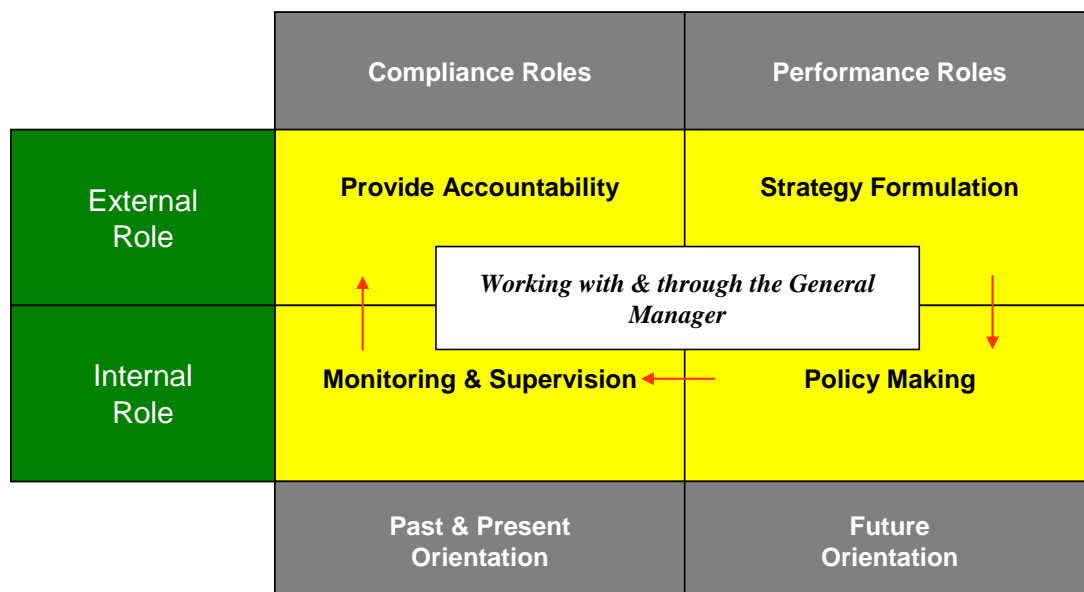 Compliance Roles
Performance Roles
External
Role
Provide Accountability
Strategy Formulation
Working with & through the General
Manager
Internal
Role
Monitoring & Supervision
Policy Making
Past & Present
Orientation
Future
Orientation